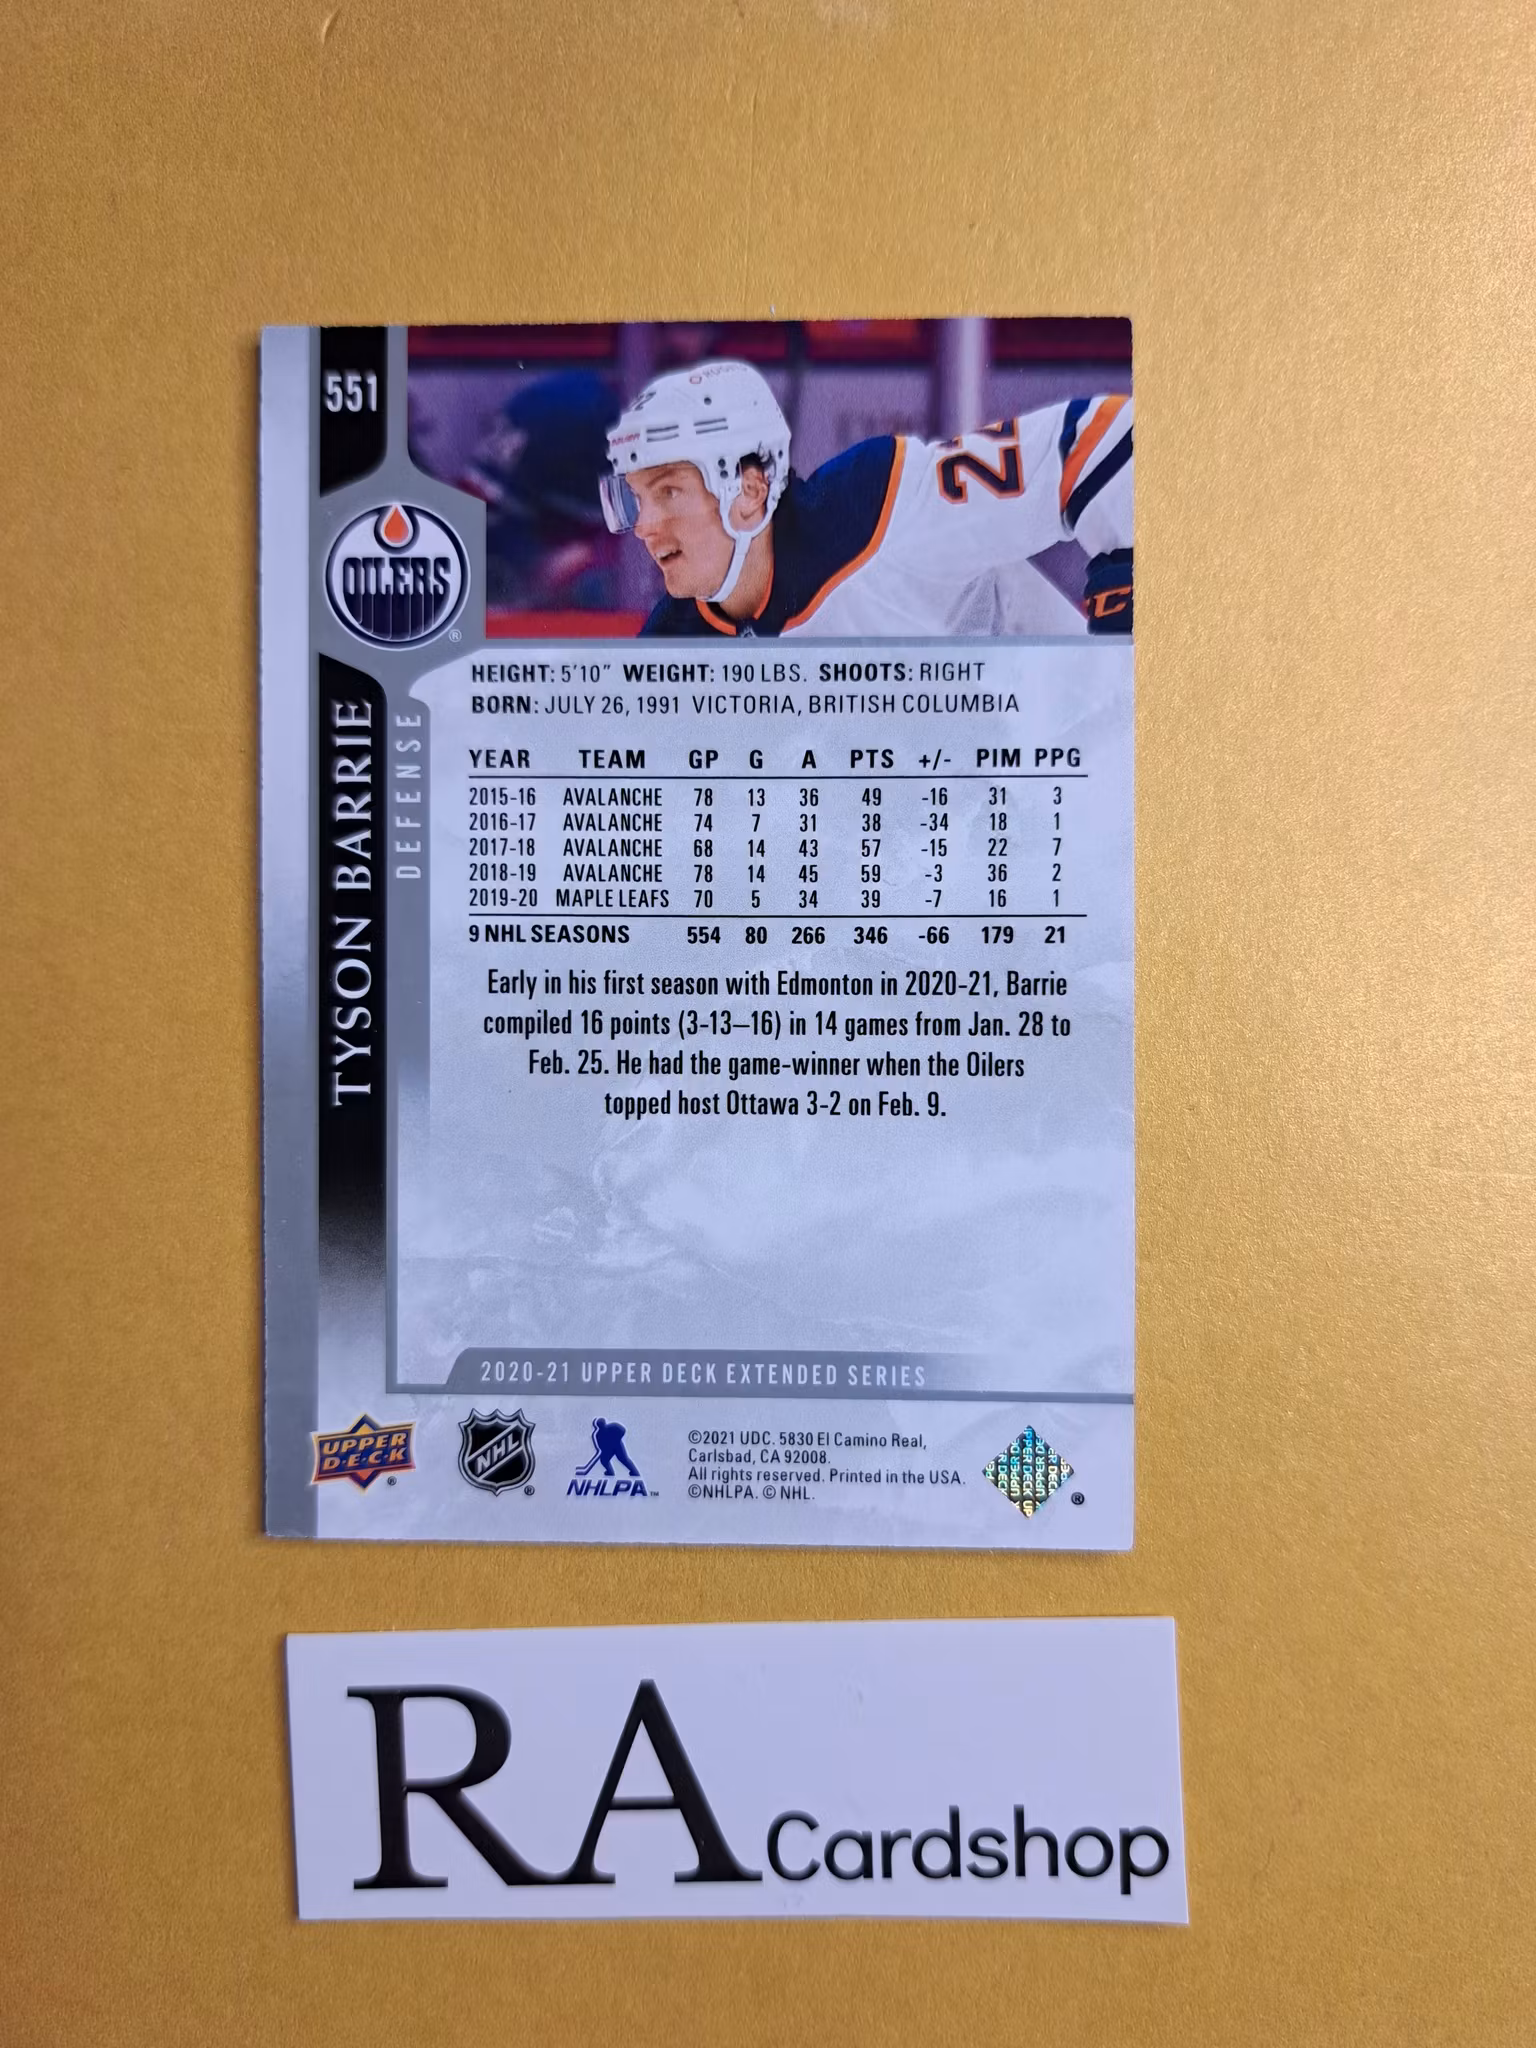 551
OILERS
®
TYSON BARRIE
DEFENSE
22
HEIGHT: 5'10" WEIGHT: 190 LBS. SHOOTS: RIGHT
BORN: JULY 26, 1991 VICTORIA, BRITISH COLUMBIA
YEAR TEAM GP G A PTS +/- PIM PPG
2015-16 AVALANCHE 78 13 36 49 -16 31 3
2016-17 AVALANCHE 74 7 31 38 -34 18 1
2017-18 AVALANCHE 68 14 43 57 -15 22 7
2018-19 AVALANCHE 78 14 45 59 -3 36 2
2019-20 MAPLE LEAFS 70 5 34 39 -7 16 1
9 NHL SEASONS 554 80 266 346 -66 179 21
Early in his first season with Edmonton in 2020-21, Barrie
compiled 16 points (3-13–16) in 14 games from Jan. 28 to
Feb. 25. He had the game-winner when the Oilers
topped host Ottawa 3-2 on Feb. 9.
2020-21 UPPER DECK EXTENDED SERIES
UPPER
D·E·C·K
®
NHL
®
NHLPA™
©2021 UDC. 5830 El Camino Real,
Carlsbad, CA 92008.
All rights reserved. Printed in the USA.
©NHLPA. © NHL.
UPPER DECK
®
RA Cardshop